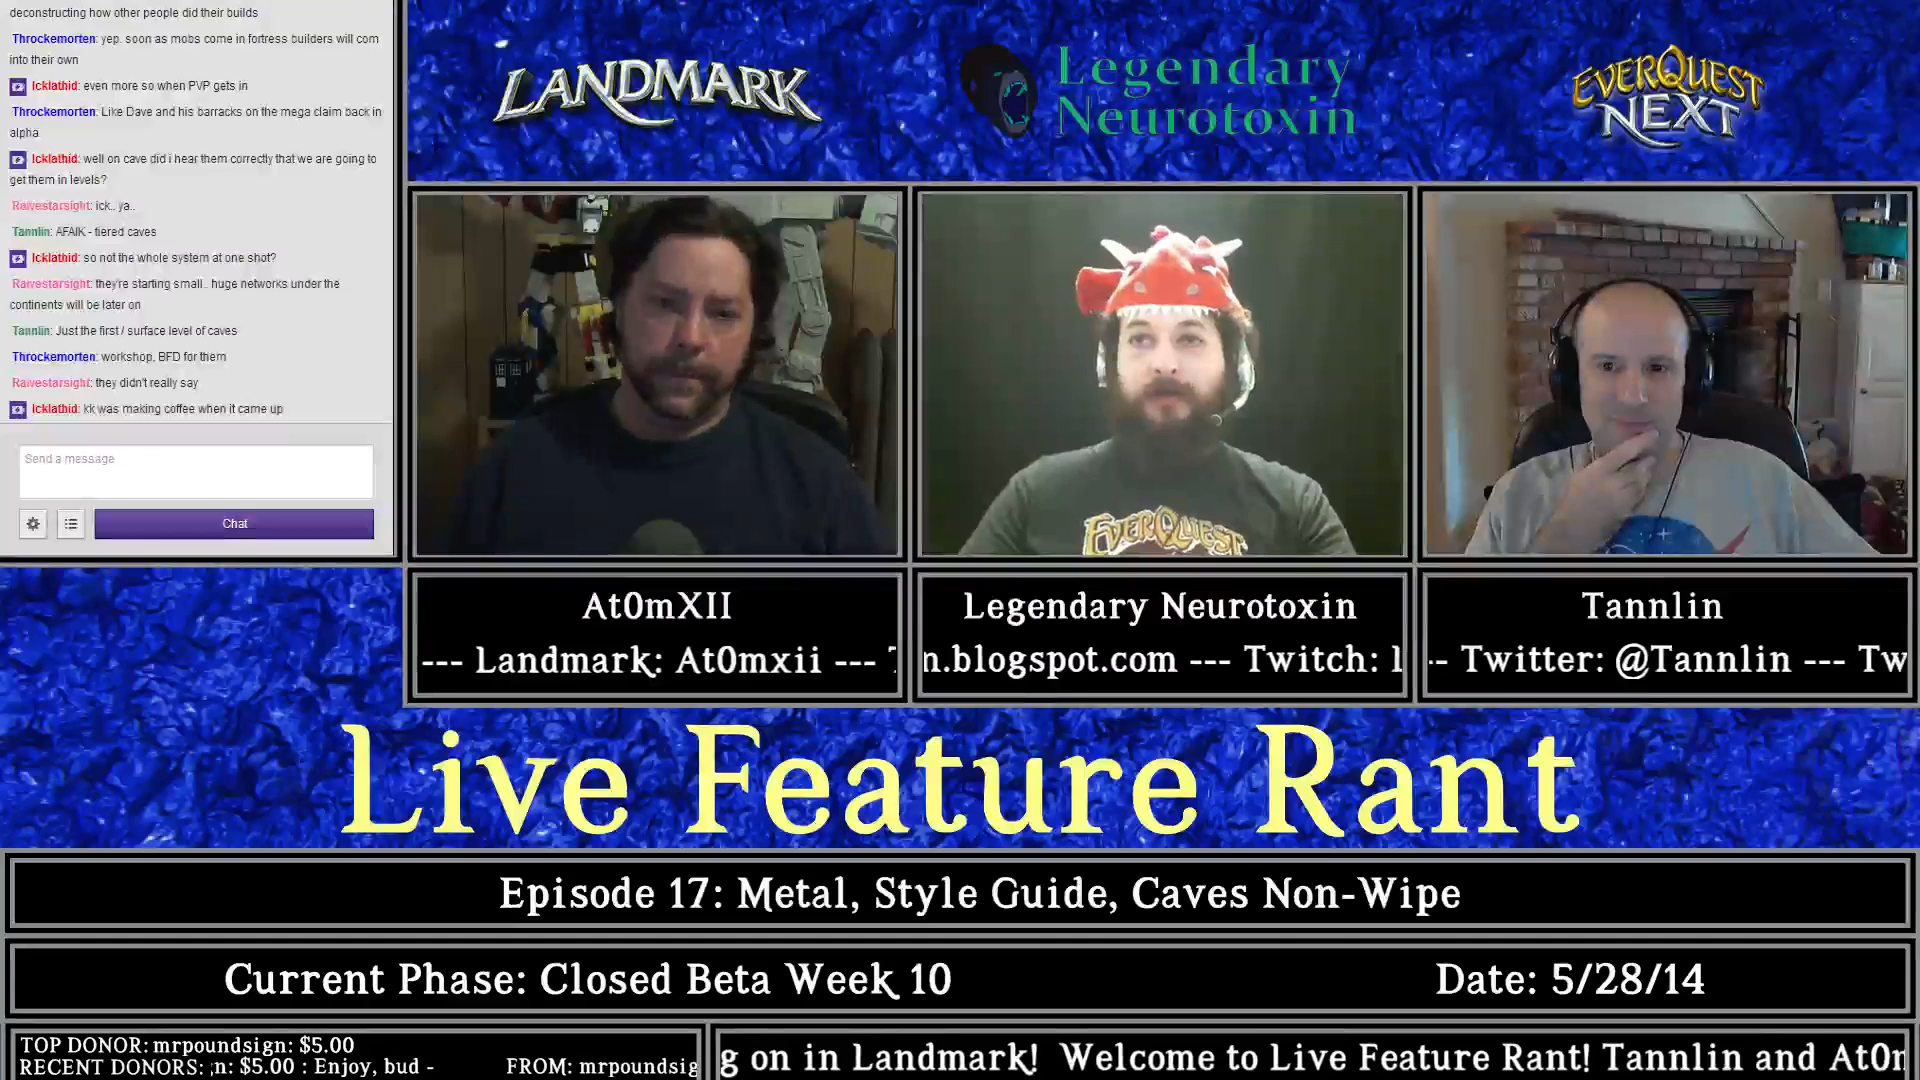 deconstructing how other people did their builds
Throckemorten: yep. soon as mobs come in fortress builders will com
into their own
Icklathid: even more so when PVP gets in
Throckemorten: Like Dave and his barracks on the mega claim back in
alpha
Icklathid: well on cave did i hear them correctly that we are going to
get them in levels?
Raivestarsight: ick.. ya..
Tannlin: AFAIK - tiered caves
Icklathid: so not the whole system at one shot?
Raivestarsight: they're starting small.. huge networks under the
continents will be later on
Tannlin: Just the first / surface level of caves
Throckemorten: workshop, BFD for them
Raivestarsight: they didn't really say
Icklathid: kk was making coffee when it came up
Send a message
Chat
LANDMARK
Legendary
Neurotoxin
EVERQUEST
NEXT
EVERQUEST
At0mXII
--- Landmark: At0mxii ---
Legendary Neurotoxin
n.blogspot.com --- Twitch: l
Tannlin
-- Twitter: @Tannlin --- Tw
Live Feature Rant
Episode 17: Metal, Style Guide, Caves Non-Wipe
Current Phase: Closed Beta Week 10
Date: 5/28/14
TOP DONOR: mrpoundsign: $5.00
RECENT DONORS: n: $5.00 : Enjoy, bud - FROM: mrpoundsig
g on in Landmark! Welcome to Live Feature Rant! Tannlin and At0m